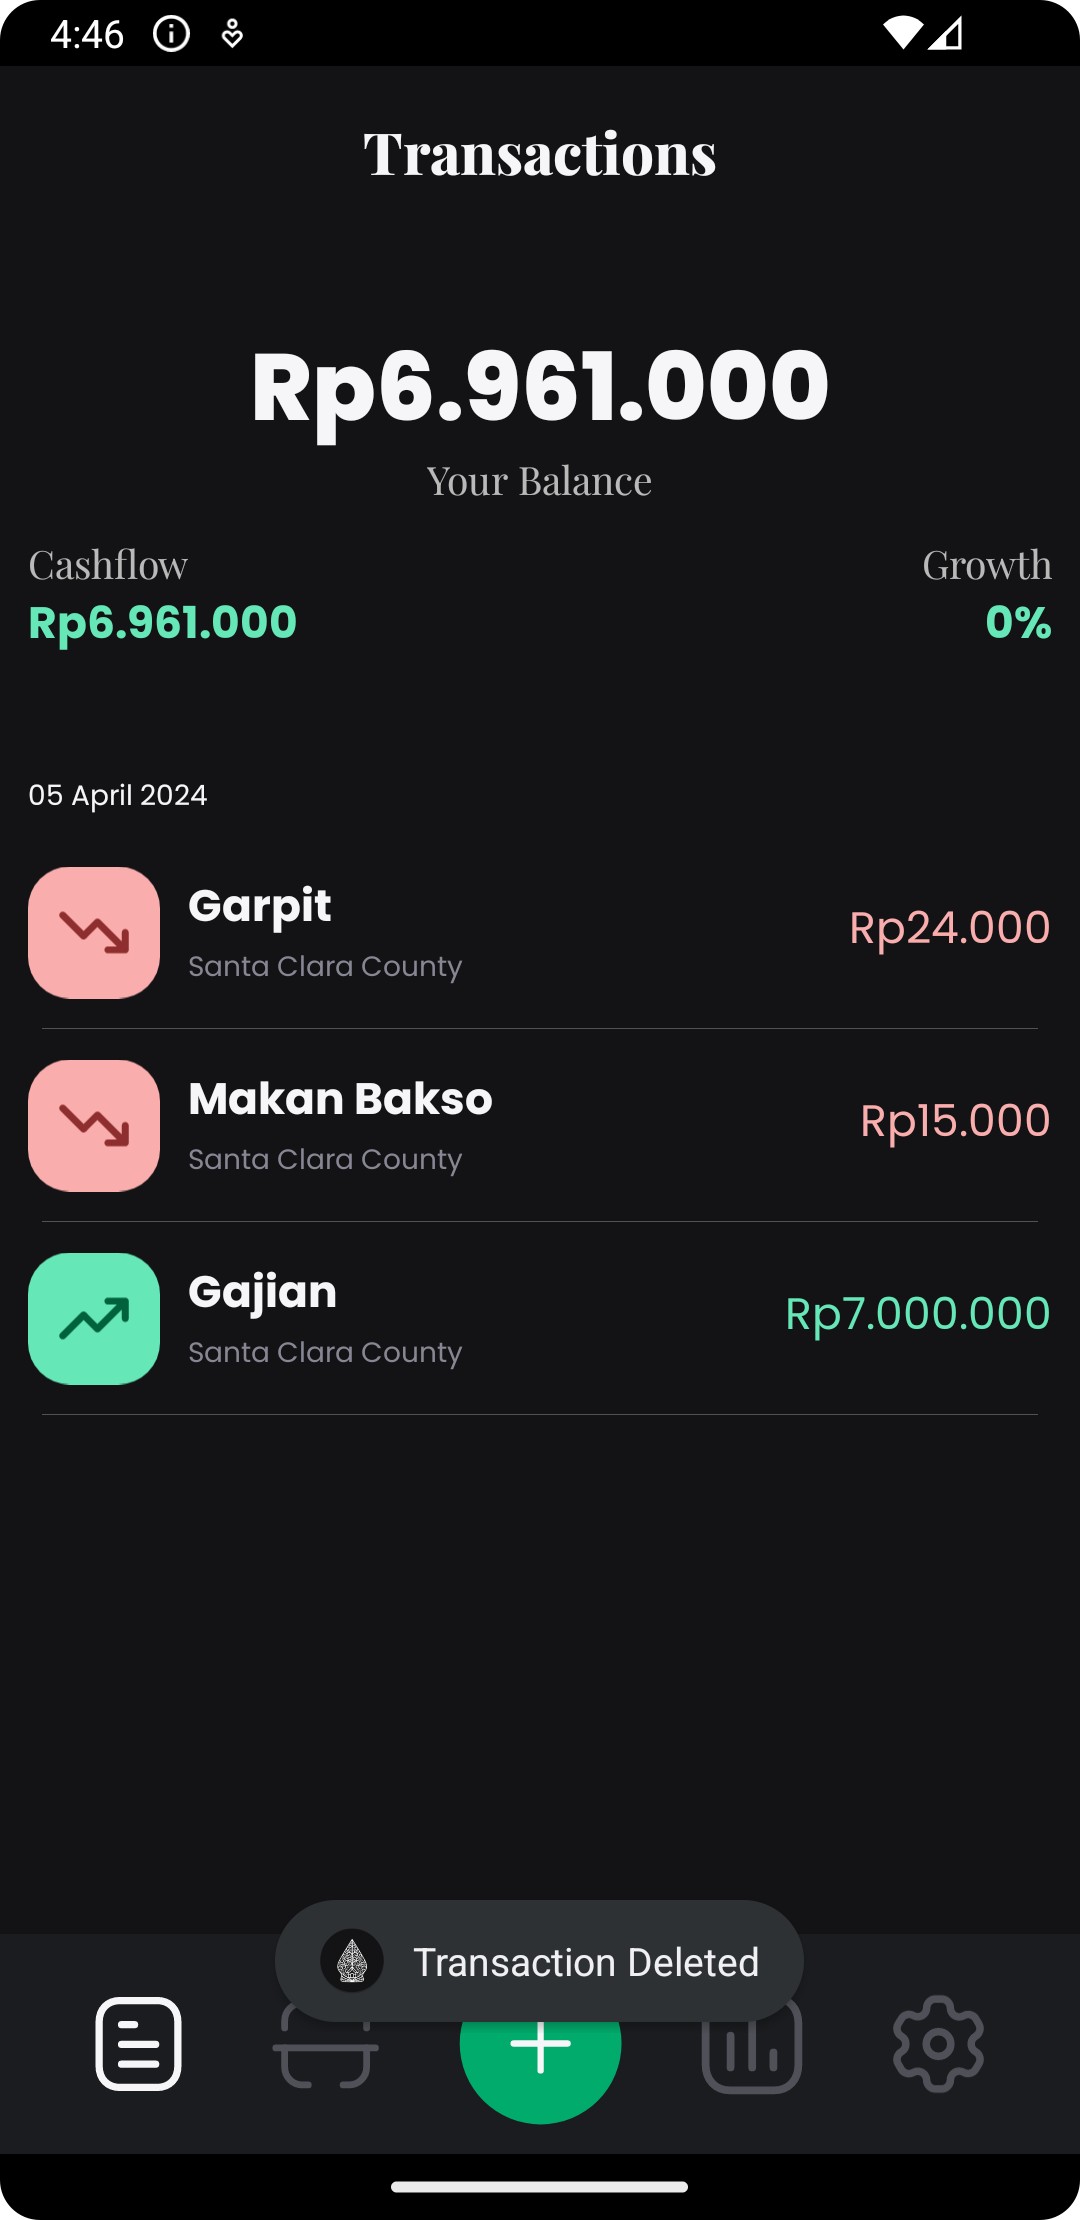 4:46
Transactions
Rp6.961.000
Your Balance
Cashflow
Growth
Rp6.961.000
0%
05 April 2024
Garpit
Santa Clara County
Rp24.000
Makan Bakso
Santa Clara County
Rp15.000
Gajian
Santa Clara County
Rp7.000.000
Transaction Deleted